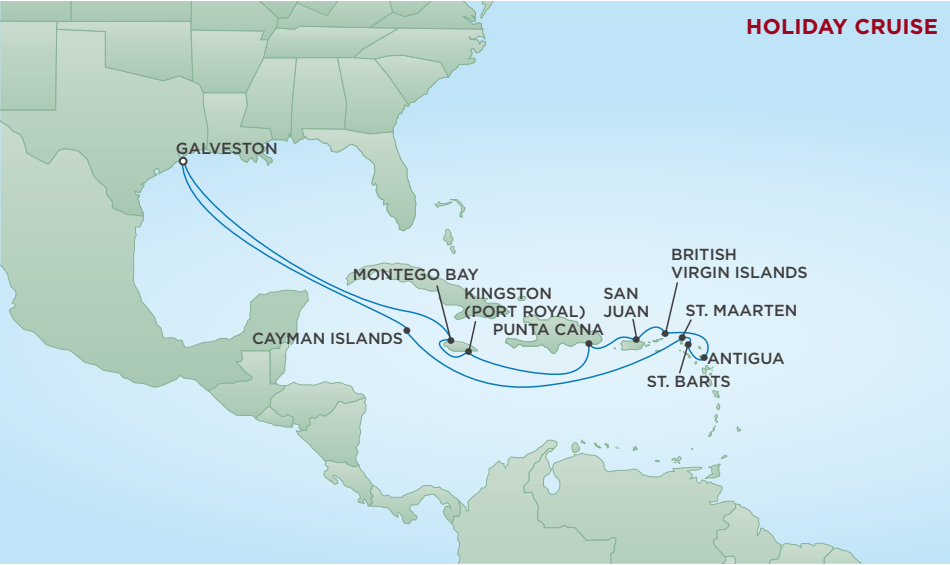 HOLIDAY CRUISE
GALVESTON
BRITISH
VIRGIN ISLANDS
MONTEGO BAY
KINGSTON
(PORT ROYAL)
SAN
JUAN
ST. MAARTEN
PUNTA CANA
CAYMAN ISLANDS
ANTIGUA
ST. BARTS